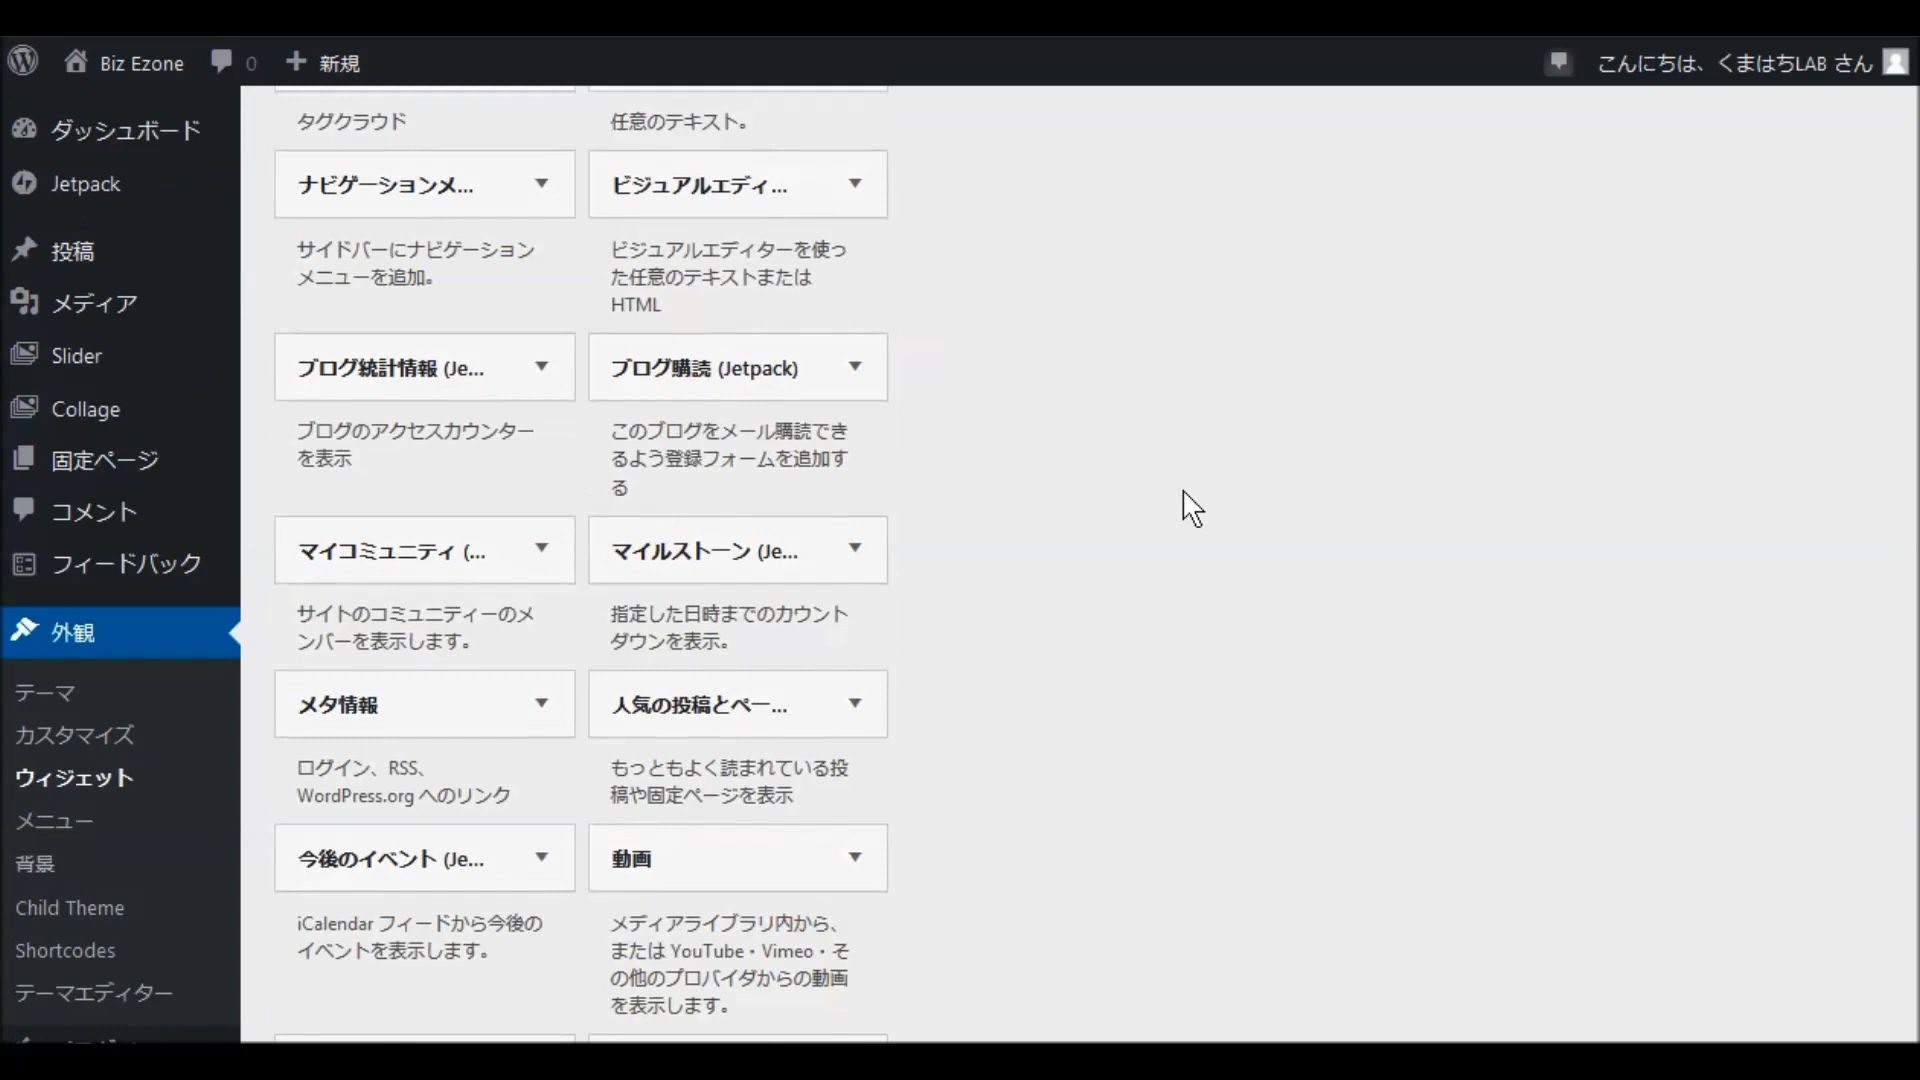 Biz Ezone
0
新規
こんにちは、くまはちLAB さん
ダッシュボード
Jetpack
投稿
メディア
Slider
Collage
固定ページ
コメント
フィードバック
外観
テーマ
カスタマイズ
ウィジェット
メニュー
背景
Child Theme
Shortcodes
テーマエディター
タグクラウド
任意のテキスト。
ナビゲーションメ...
ビジュアルエディ...
サイドバーにナビゲーション
メニューを追加。
ビジュアルエディターを使っ
た任意のテキストまたは
HTML
ブログ統計情報 (Je...
ブログ購読 (Jetpack)
ブログのアクセスカウンター
を表示
このブログをメール購読でき
るよう登録フォームを追加す
る
マイコミュニティ (...
マイルストーン (Je...
サイトのコミュニティーのメ
ンバーを表示します。
指定した日時までのカウント
ダウンを表示。
メタ情報
人気の投稿とペー...
ログイン、RSS、
WordPress.org へのリンク
もっともよく読まれている投
稿や固定ページを表示
今後のイベント (Je...
動画
iCalendar フィードから今後の
イベントを表示します。
メディアライブラリ内から、
または YouTube・Vimeo・そ
の他のプロバイダからの動画
を表示します。